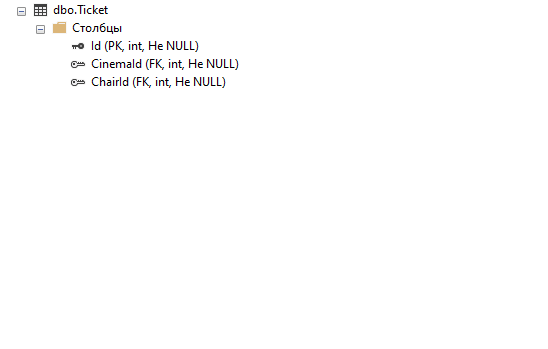 dbo.Ticket
Столбцы
Id (PK, int, Не NULL)
CinemaId (FK, int, Не NULL)
ChairId (FK, int, Не NULL)